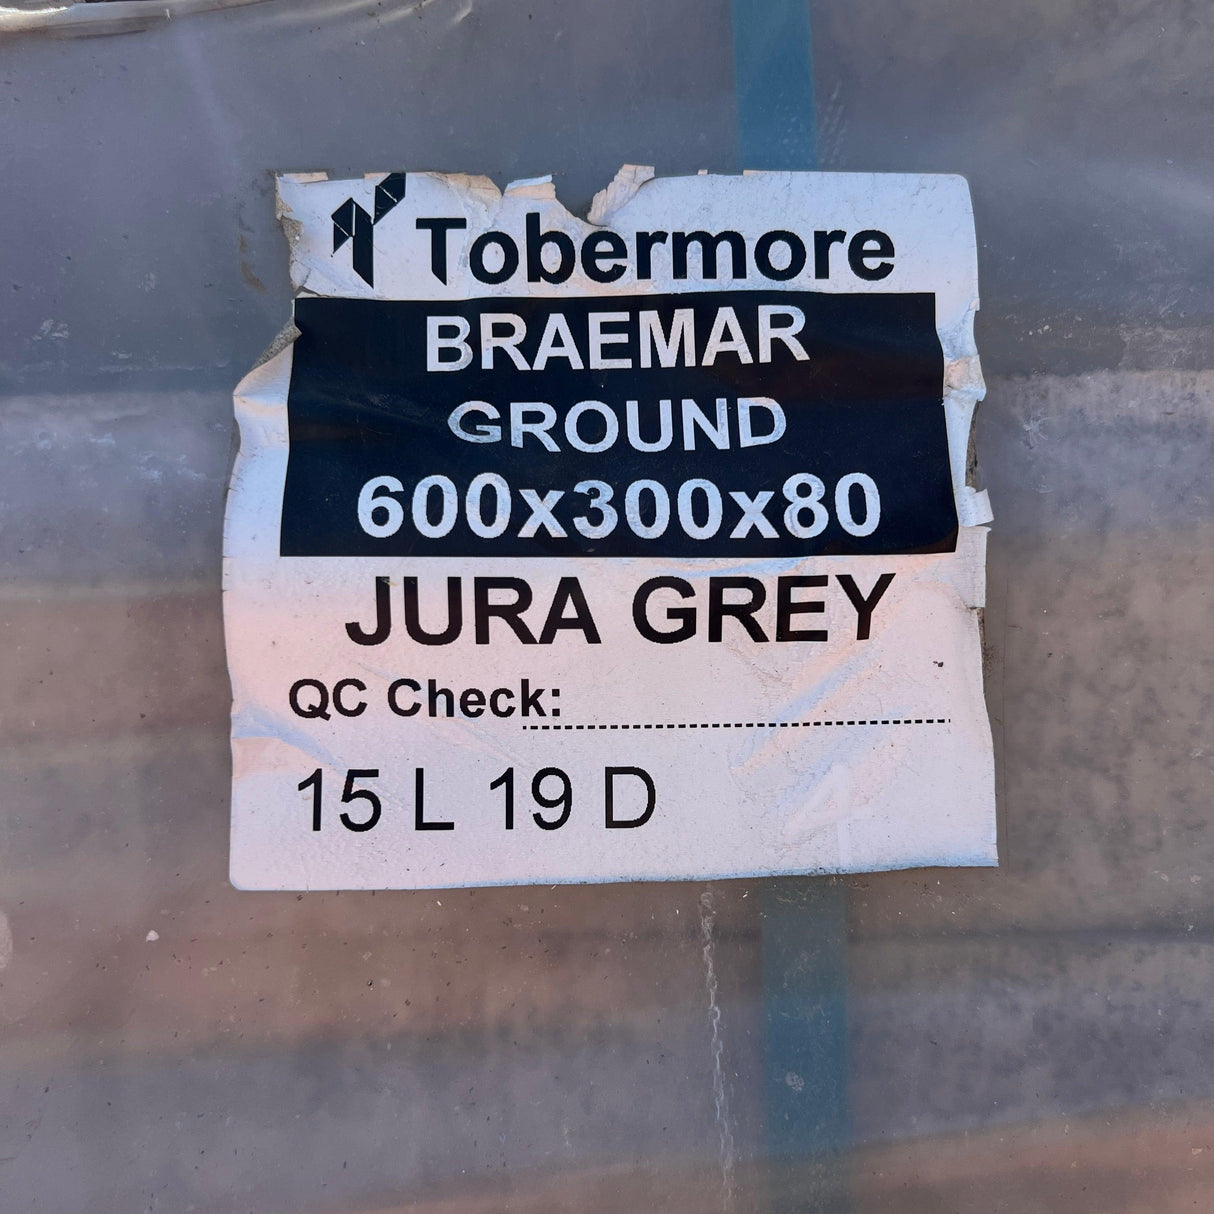 Tobermore
BRAEMAR
GROUND
600x300x80
JURA GREY
QC Check:
15 L 19 D